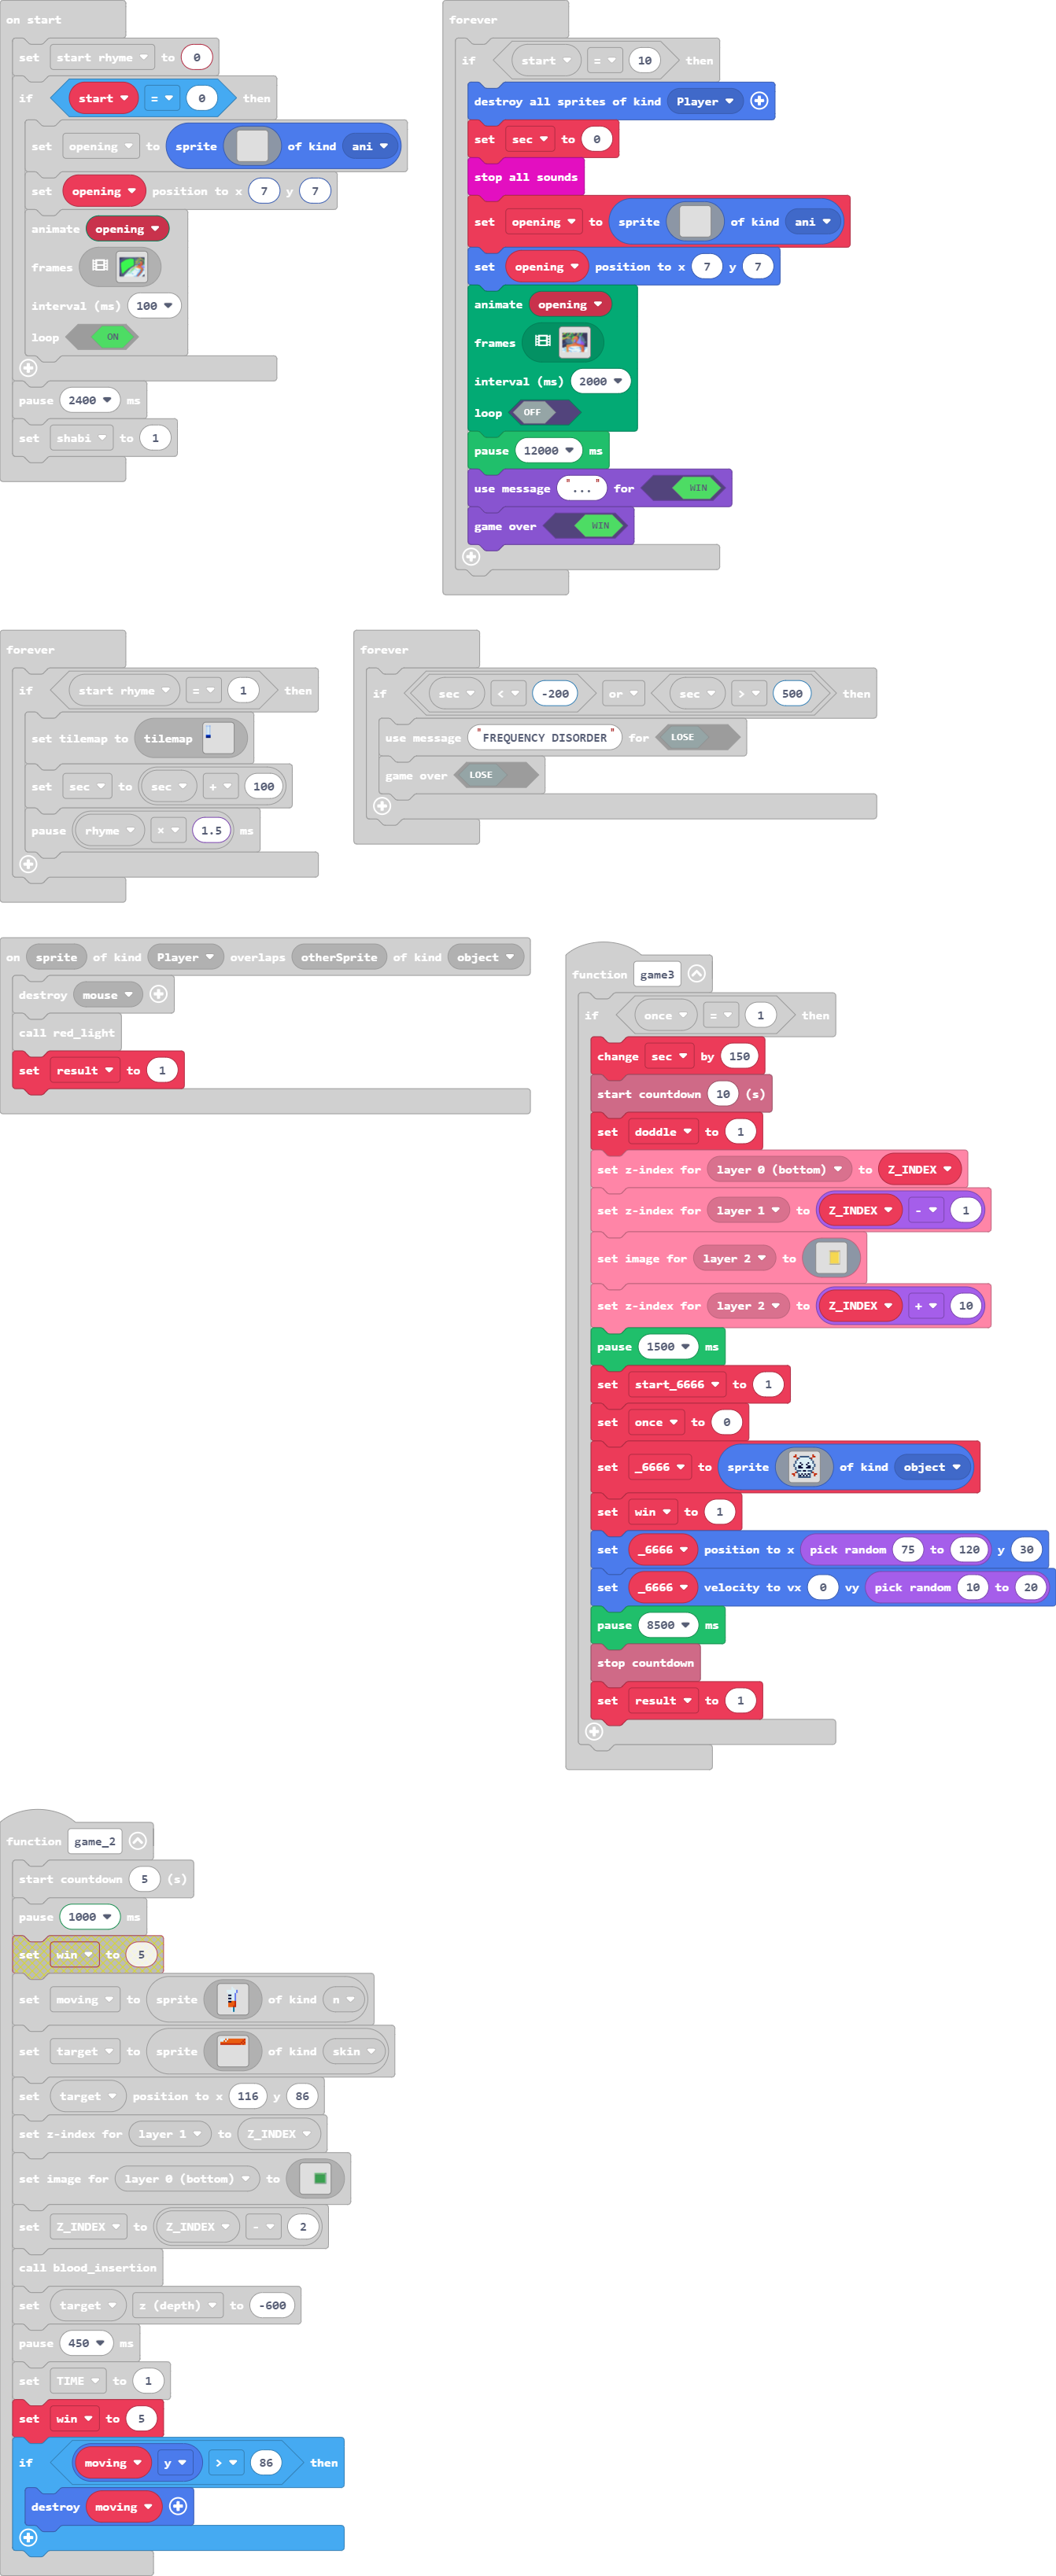 on start
set start rhyme to 0
if start = 0 then
set opening to sprite of kind ani
set opening position to x 7 y 7
animate opening
frames
interval (ms) 100
loop ON
pause 2400 ms
set shabi to 1
forever
if start = 10 then
destroy all sprites of kind Player
set sec to 0
stop all sounds
set opening to sprite of kind ani
set opening position to x 7 y 7
animate opening
frames
interval (ms) 2000
loop OFF
pause 12000 ms
use message "..." for WIN
game over WIN
forever
if start rhyme = 1 then
set tilemap to tilemap
set sec to sec + 100
pause rhyme × 1.5 ms
forever
if sec < -200 or sec > 500 then
use message "FREQUENCY DISORDER" for LOSE
game over LOSE
on sprite of kind Player overlaps otherSprite of kind object
destroy mouse
call red_light
set result to 1
function game3
if once = 1 then
change sec by 150
start countdown 10 (s)
set doddle to 1
set z-index for layer 0 (bottom) to Z_INDEX
set z-index for layer 1 to Z_INDEX - 1
set image for layer 2 to
set z-index for layer 2 to Z_INDEX + 10
pause 1500 ms
set start_6666 to 1
set once to 0
set _6666 to sprite of kind object
set win to 1
set _6666 position to x pick random 75 to 120 y 30
set _6666 velocity to vx 0 vy pick random 10 to 20
pause 8500 ms
stop countdown
set result to 1
function game_2
start countdown 5 (s)
pause 1000 ms
set win to 5
set moving to sprite of kind n
set target to sprite of kind skin
set target position to x 116 y 86
set z-index for layer 1 to Z_INDEX
set image for layer 0 (bottom) to
set Z_INDEX to Z_INDEX - 2
call blood_insertion
set target z (depth) to -600
pause 450 ms
set TIME to 1
set win to 5
if moving y > 86 then
destroy moving